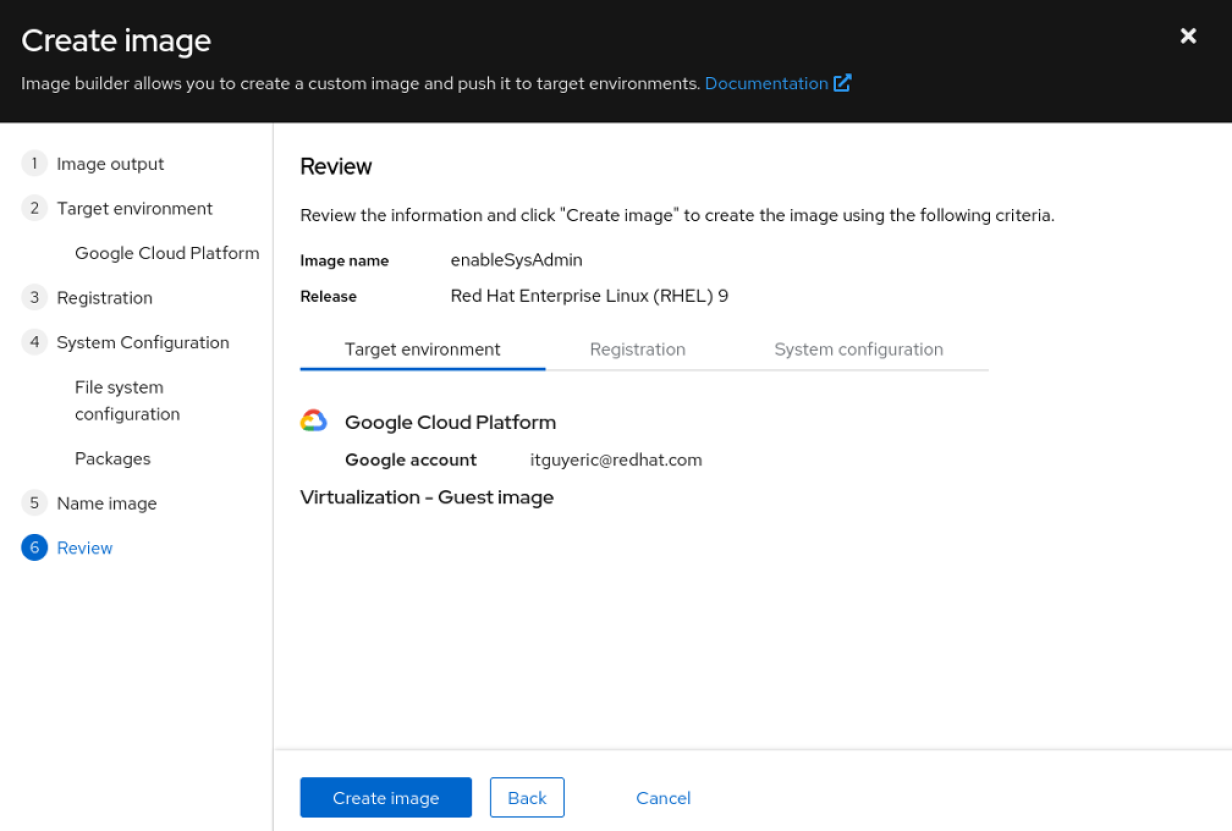 Create image
Image builder allows you to create a custom image and push it to target environments. Documentation
1 Image output
2 Target environment
Google Cloud Platform
3 Registration
4 System Configuration
File system
configuration
Packages
5 Name image
6 Review
Review
Review the information and click "Create image" to create the image using the following criteria.
Image name enableSysAdmin
Release Red Hat Enterprise Linux (RHEL) 9
Target environment Registration System configuration
Google Cloud Platform
Google account itguyeric@redhat.com
Virtualization - Guest image
Create image Back Cancel